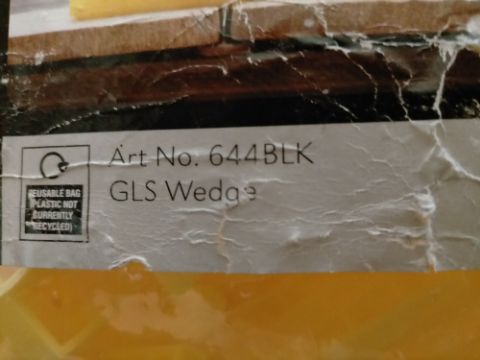 Art No. 644BLK
GLS Wedge
REUSABLE BAG
(PLASTIC NOT
CURRENTLY
RECYCLED)